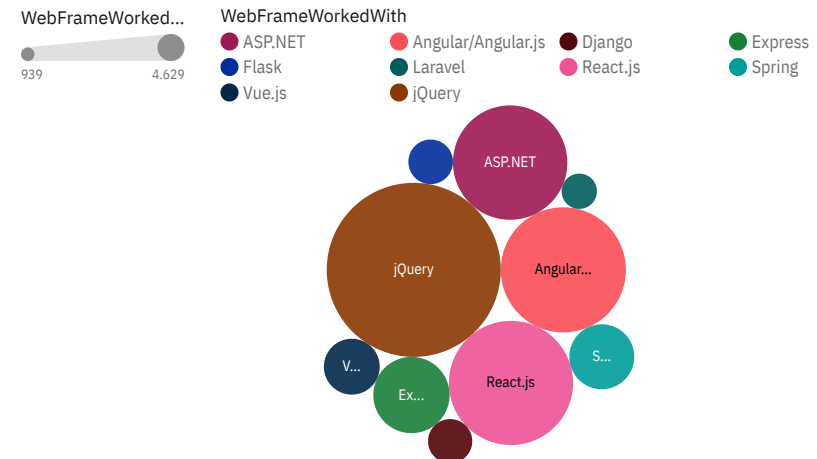 WebFrameWorked...
939
4.629
WebFrameWorkedWith
ASP.NET
Angular/Angular.js
Django
Express
Flask
Laravel
React.js
Spring
Vue.js
jQuery
ASP.NET
jQuery
Angular...
S...
V...
React.js
Ex...